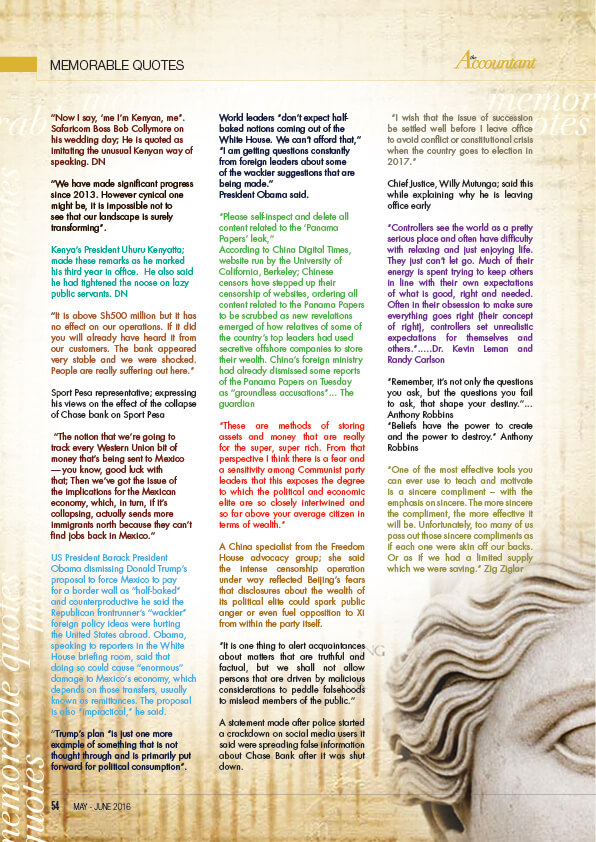 MEMORABLE QUOTES
the
Accountant
"Now I say, 'me I'm Kenyan, me".
Safaricom Boss Bob Collymore on
his wedding day; He is quoted as
imitating the unusual Kenyan way of
speaking. DN
"We have made significant progress
since 2013. However cynical one
might be, it is impossible not to
see that our landscape is surely
transforming".
Kenya's President Uhuru Kenyatta;
made these remarks as he marked
his third year in office. He also said
he had tightened the noose on lazy
public servants. DN
"It is above Sh500 million but it has
no effect on our operations. If it did
you will already have heard it from
our customers. The bank appeared
very stable and we were shocked.
People are really suffering out here."
Sport Pesa representative; expressing
his views on the effect of the collapse
of Chase bank on Sport Pesa
"The notion that we're going to
track every Western Union bit of
money that's being sent to Mexico
— you know, good luck with
that; Then we've got the issue of
the implications for the Mexican
economy, which, in turn, if it's
collapsing, actually sends more
immigrants north because they can't
find jobs back in Mexico."
US President Barack President
Obama dismissing Donald Trump's
proposal to force Mexico to pay
for a border wall as "half-baked"
and counterproductive he said the
Republican frontrunner's "wackier"
foreign policy ideas were hurting
the United States abroad. Obama,
speaking to reporters in the White
House briefing room, said that
doing so could cause "enormous"
damage to Mexico's economy, which
depends on those transfers, usually
known as remittances. The proposal
is also "impractical," he said.
"Trump's plan "is just one more
example of something that is not
thought through and is primarily put
forward for political consumption".
World leaders "don't expect half-
baked notions coming out of the
White House. We can't afford that,"
"I am getting questions constantly
from foreign leaders about some
of the wackier suggestions that are
being made."
President Obama said.
"Please self-inspect and delete all
content related to the 'Panama
Papers' leak,"
According to China Digital Times,
website run by the University of
California, Berkeley; Chinese
censors have stepped up their
censorship of websites, ordering all
content related to the Panama Papers
to be scrubbed as new revelations
emerged of how relatives of some of
the country's top leaders had used
secretive offshore companies to store
their wealth. China's foreign ministry
had already dismissed some reports
of the Panama Papers on Tuesday
as "groundless accusations"... The
guardian
"These are methods of storing
assets and money that are really
for the super, super rich. From that
perspective I think there is a fear and
a sensitivity among Communist party
leaders that this exposes the degree
to which the political and economic
elite are so closely intertwined and
so far above your average citizen in
terms of wealth."
A China specialist from the Freedom
House advocacy group; she said
the intense censorship operation
under way reflected Beijing's fears
that disclosures about the wealth of
its political elite could spark public
anger or even fuel opposition to Xi
from within the party itself.
"It is one thing to alert acquaintances
about matters that are truthful and
factual, but we shall not allow
persons that are driven by malicious
considerations to peddle falsehoods
to mislead members of the public."
A statement made after police started
a crackdown on social media users it
said were spreading false information
about Chase Bank after it was shut
down.
"I wish that the issue of succession
be settled well before I leave office
to avoid conflict or constitutional crisis
when the country goes to election in
2017."
Chief Justice, Willy Mutunga; said this
while explaining why he is leaving
office early
"Controllers see the world as a pretty
serious place and often have difficulty
with relaxing and just enjoying life.
They just can't let go. Much of their
energy is spent trying to keep others
in line with their own expectations
of what is good, right and needed.
Often in their obsession to make sure
everything goes right (their concept
of right), controllers set unrealistic
expectations for themselves and
others.".....Dr. Kevin Leman and
Randy Carlson
"Remember, it's not only the questions
you ask, but the questions you fail
to ask, that shape your destiny."...
Anthony Robbins
"Beliefs have the power to create
and the power to destroy." Anthony
Robbins
"One of the most effective tools you
can ever use to teach and motivate
is a sincere compliment – with the
emphasis on sincere. The more sincere
the compliment, the more effective it
will be. Unfortunately, too many of us
pass out those sincere compliments as
if each one were skin off our backs.
Or as if we had a limited supply
which we were saving." Zig Ziglar
memorable quotes
quotes
54 MAY - JUNE 2016